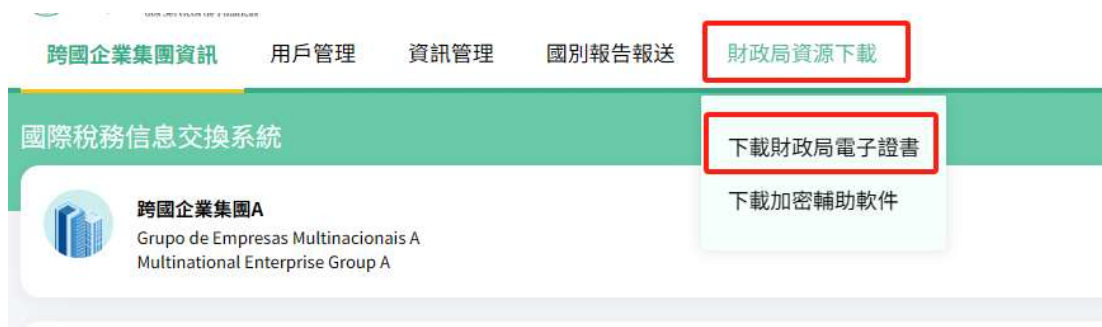 跨國企業集團資訊 用戶管理 資訊管理 國別報告報送 財政局資源下載
下載財政局電子證書
下載加密輔助軟件
國際稅務信息交換系統
跨國企業集團A
Grupo de Empresas Multinacionais A
Multinational Enterprise Group A